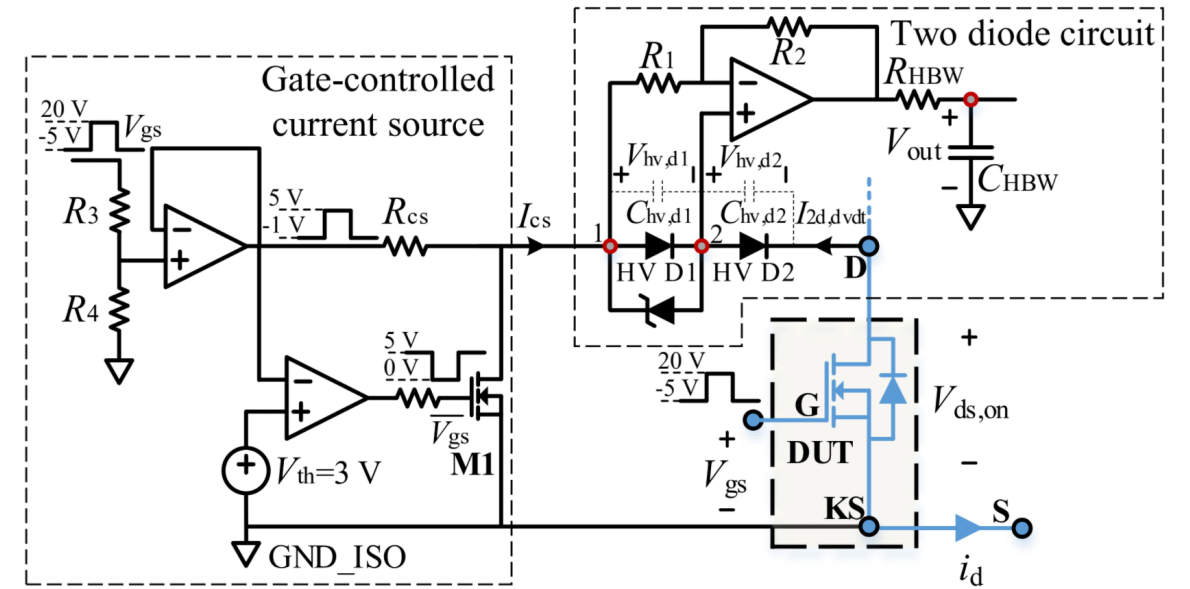 Gate-controlled
current source
20 V
-5 V
Vgs
R3
R4
5 V
-1 V
Rcs
Ics
5 V
0 V
Vgs
M1
Vth=3 V
GND_ISO
Two diode circuit
R1
R2
RHBW
+
Vout
−
CHBW
−
+
−
+
−
+
+
+ Vhv,d1 −
+ Vhv,d2 −
Chv,d1
Chv,d2
I2d,dvdt
1
2
HV D1
HV D2
D
20 V
-5 V
G
DUT
+
Vgs
−
+
Vds,on
−
KS
S
id